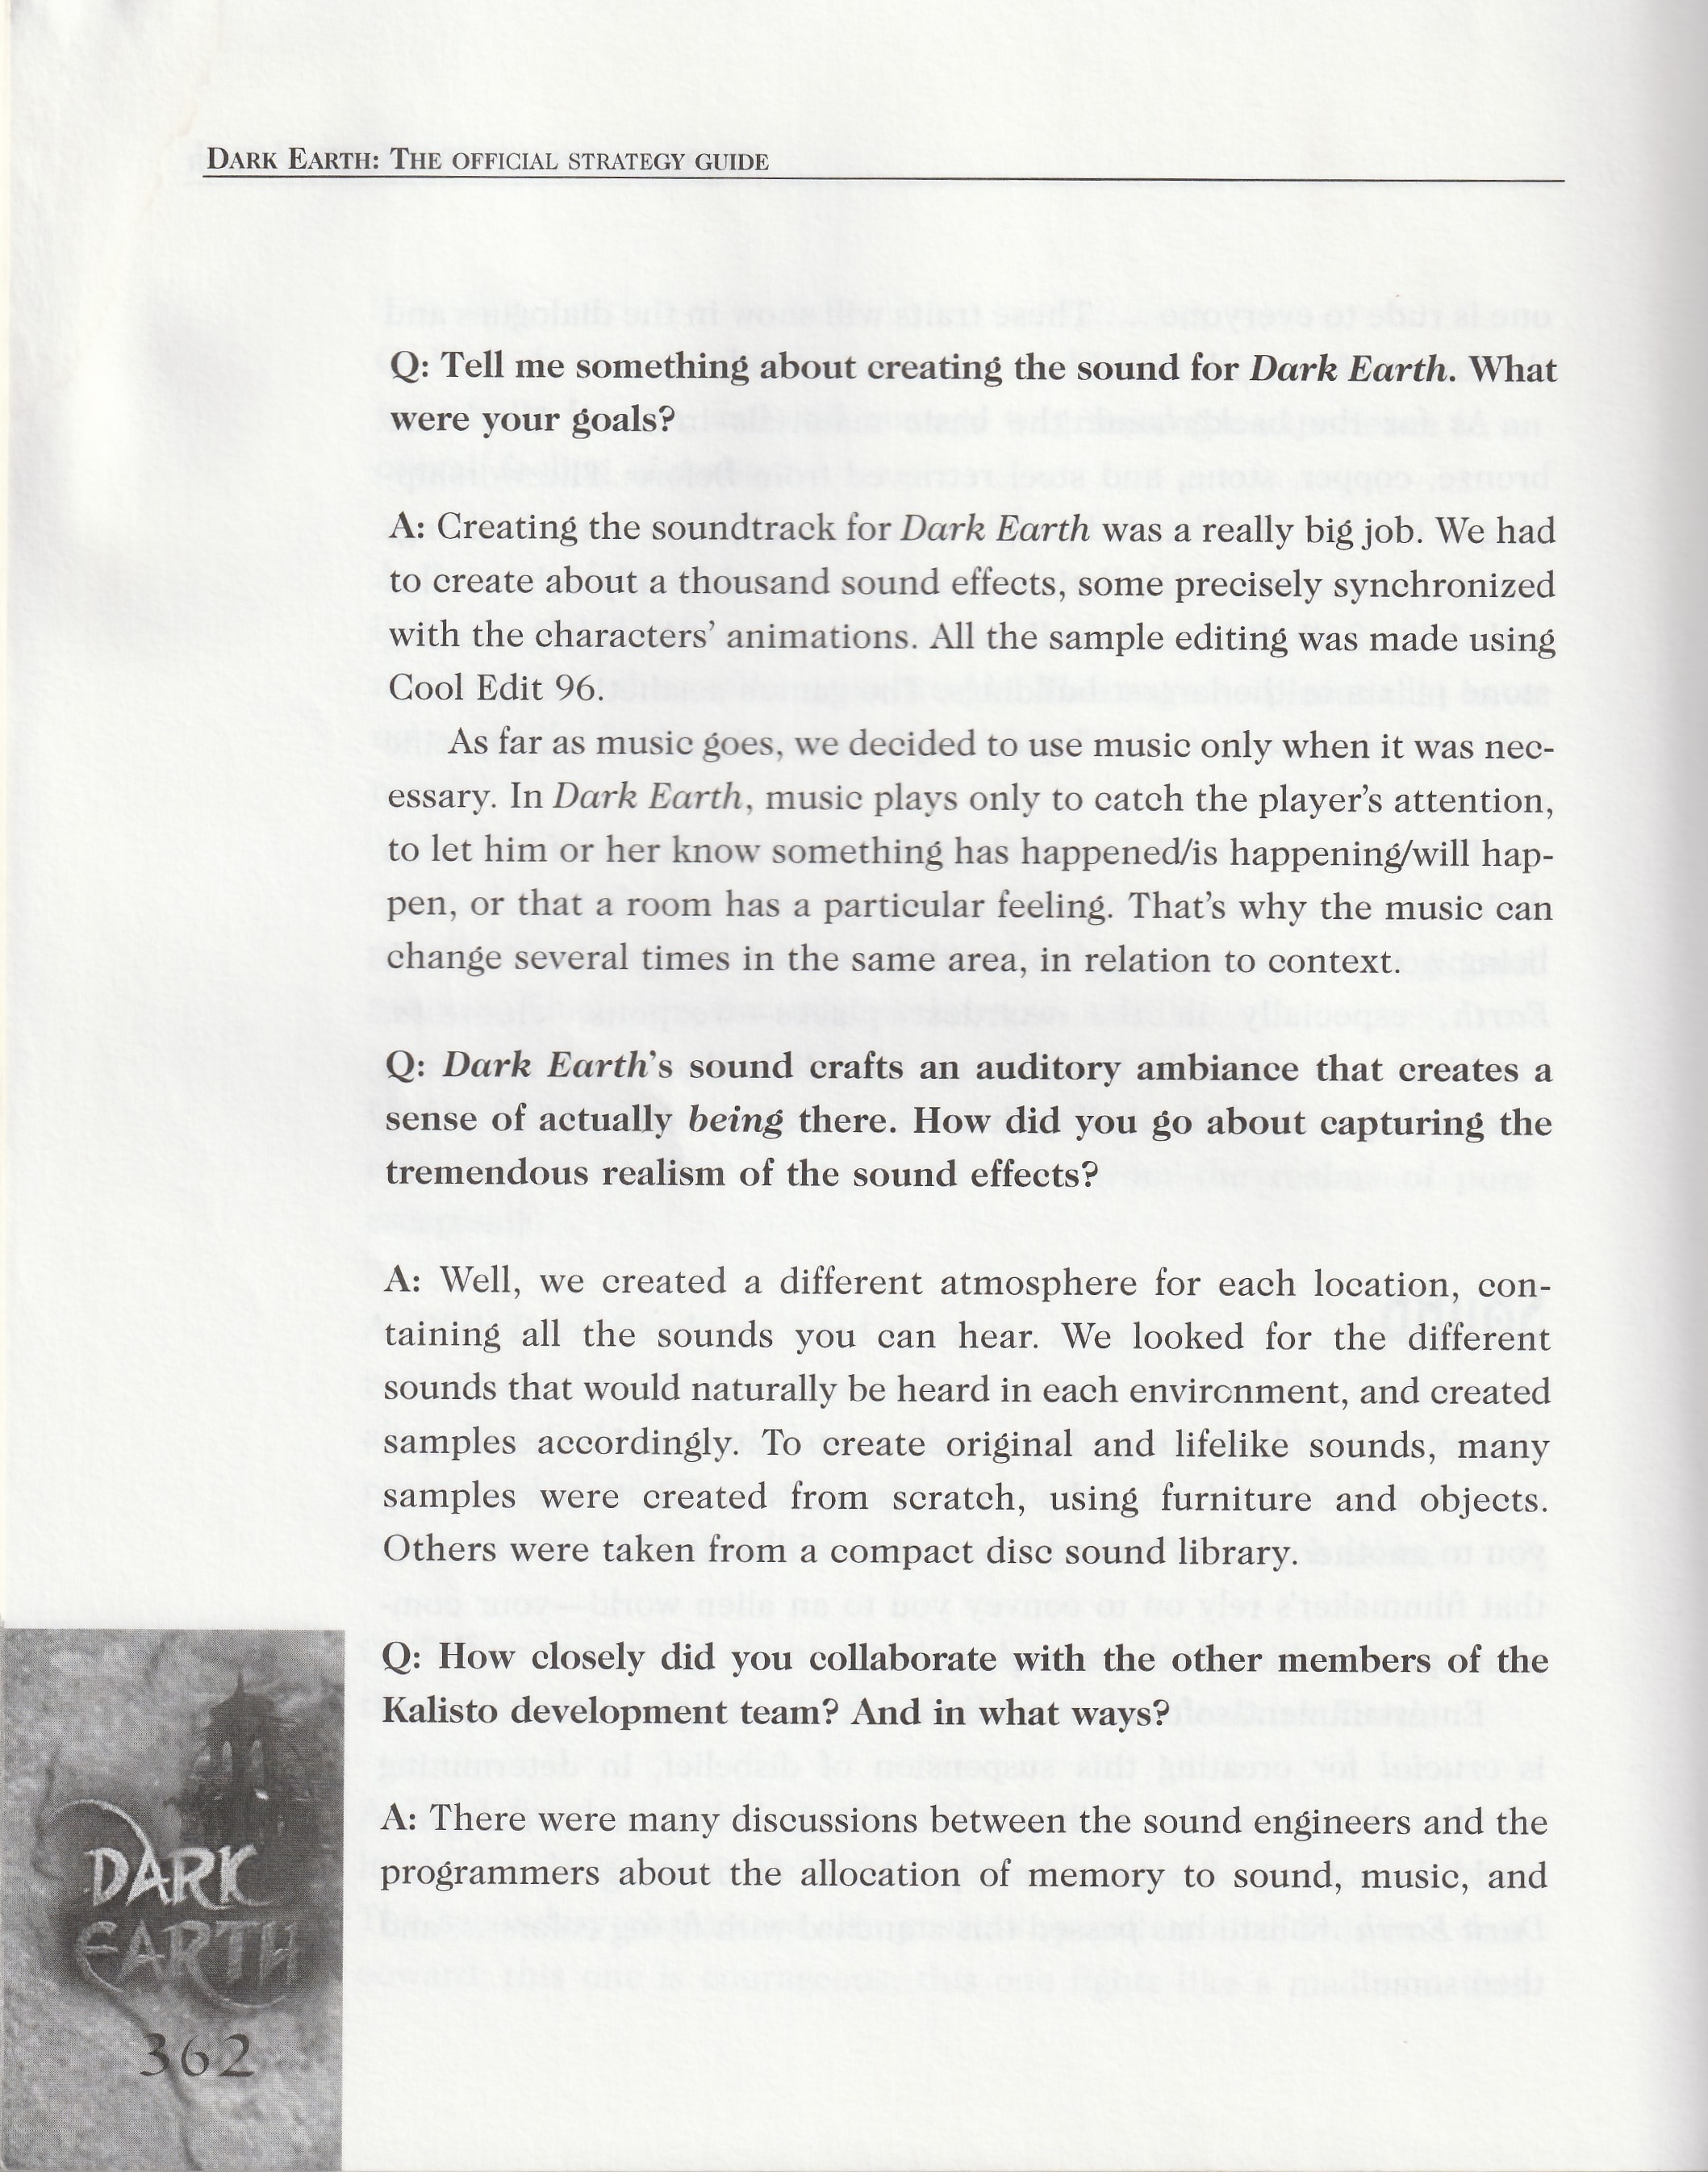 DARK EARTH: THE OFFICIAL STRATEGY GUIDE
Q: Tell me something about creating the sound for Dark Earth. What
were your goals?
A: Creating the soundtrack for Dark Earth was a really big job. We had
to create about a thousand sound effects, some precisely synchronized
with the characters’ animations. All the sample editing was made using
Cool Edit 96.
As far as music goes, we decided to use music only when it was nec-
essary. In Dark Earth, music plays only to catch the player’s attention,
to let him or her know something has happened/is happening/will hap-
pen, or that a room has a particular feeling. That’s why the music can
change several times in the same area, in relation to context.
Q: Dark Earth's sound crafts an auditory ambiance that creates a
sense of actually being there. How did you go about capturing the
tremendous realism of the sound effects?
A: Well, we created a different atmosphere for each location, con-
taining all the sounds you can hear. We looked for the different
sounds that would naturally be heard in each environment, and created
samples accordingly. To create original and lifelike sounds, many
samples were created from scratch, using furniture and objects.
Others were taken from a compact disc sound library.
Q: How closely did you collaborate with the other members of the
Kalisto development team? And in what ways?
A: There were many discussions between the sound engineers and the
programmers about the allocation of memory to sound, music, and
DARK
EARTH
362